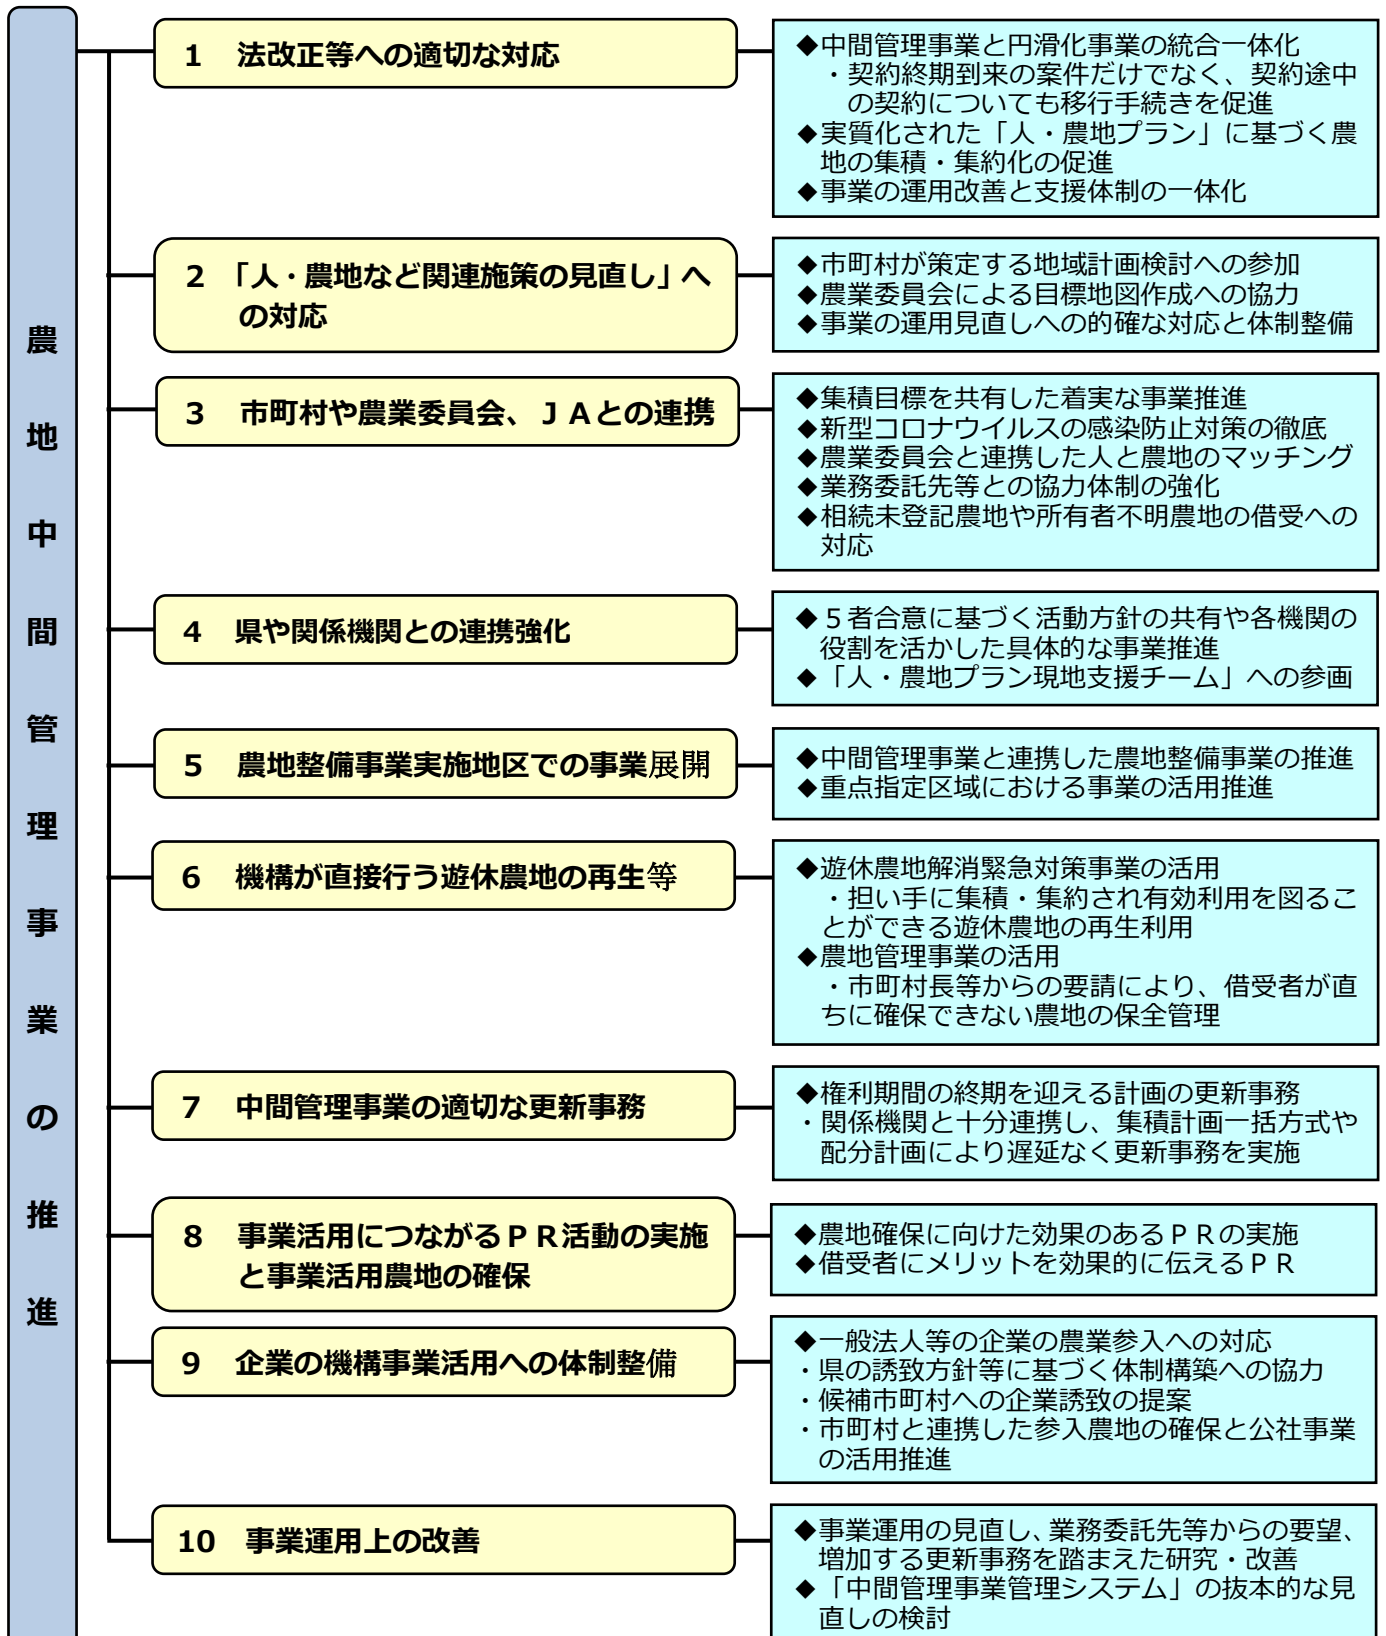 農地中間管理事業の推進
1 法改正等への適切な対応
◆中間管理事業と円滑化事業の統合一体化
・契約終期到来の案件だけでなく、契約途中
の契約についても移行手続きを促進
◆実質化された「人・農地プラン」に基づく農
地の集積・集約化の促進
◆事業の運用改善と支援体制の一体化
2 「人・農地など関連施策の見直し」へ
の対応
◆市町村が策定する地域計画検討への参加
◆農業委員会による目標地図作成への協力
◆事業の運用見直しへの的確な対応と体制整備
3 市町村や農業委員会、ＪＡとの連携
◆集積目標を共有した着実な事業推進
◆新型コロナウイルスの感染防止対策の徹底
◆農業委員会と連携した人と農地のマッチング
◆業務委託先等との協力体制の強化
◆相続未登記農地や所有者不明農地の借受への
対応
4 県や関係機関との連携強化
◆５者合意に基づく活動方針の共有や各機関の
役割を活かした具体的な事業推進
◆「人・農地プラン現地支援チーム」への参画
5 農地整備事業実施地区での事業展開
◆中間管理事業と連携した農地整備事業の推進
◆重点指定区域における事業の活用推進
6 機構が直接行う遊休農地の再生等
◆遊休農地解消緊急対策事業の活用
・担い手に集積・集約され有効利用を図るこ
とができる遊休農地の再生利用
◆農地管理事業の活用
・市町村長等からの要請により、借受者が直
ちに確保できない農地の保全管理
7 中間管理事業の適切な更新事務
◆権利期間の終期を迎える計画の更新事務
・関係機関と十分連携し、集積計画一括方式や
配分計画により遅延なく更新事務を実施
8 事業活用につながるＰＲ活動の実施
と事業活用農地の確保
◆農地確保に向けた効果のあるＰＲの実施
◆借受者にメリットを効果的に伝えるＰＲ
9 企業の機構事業活用への体制整備
◆一般法人等の企業の農業参入への対応
・県の誘致方針等に基づく体制構築への協力
・候補市町村への企業誘致の提案
・市町村と連携した参入農地の確保と公社事業
の活用推進
10 事業運用上の改善
◆事業運用の見直し、業務委託先等からの要望、
増加する更新事務を踏まえた研究・改善
◆「中間管理事業管理システム」の抜本的な見
直しの検討